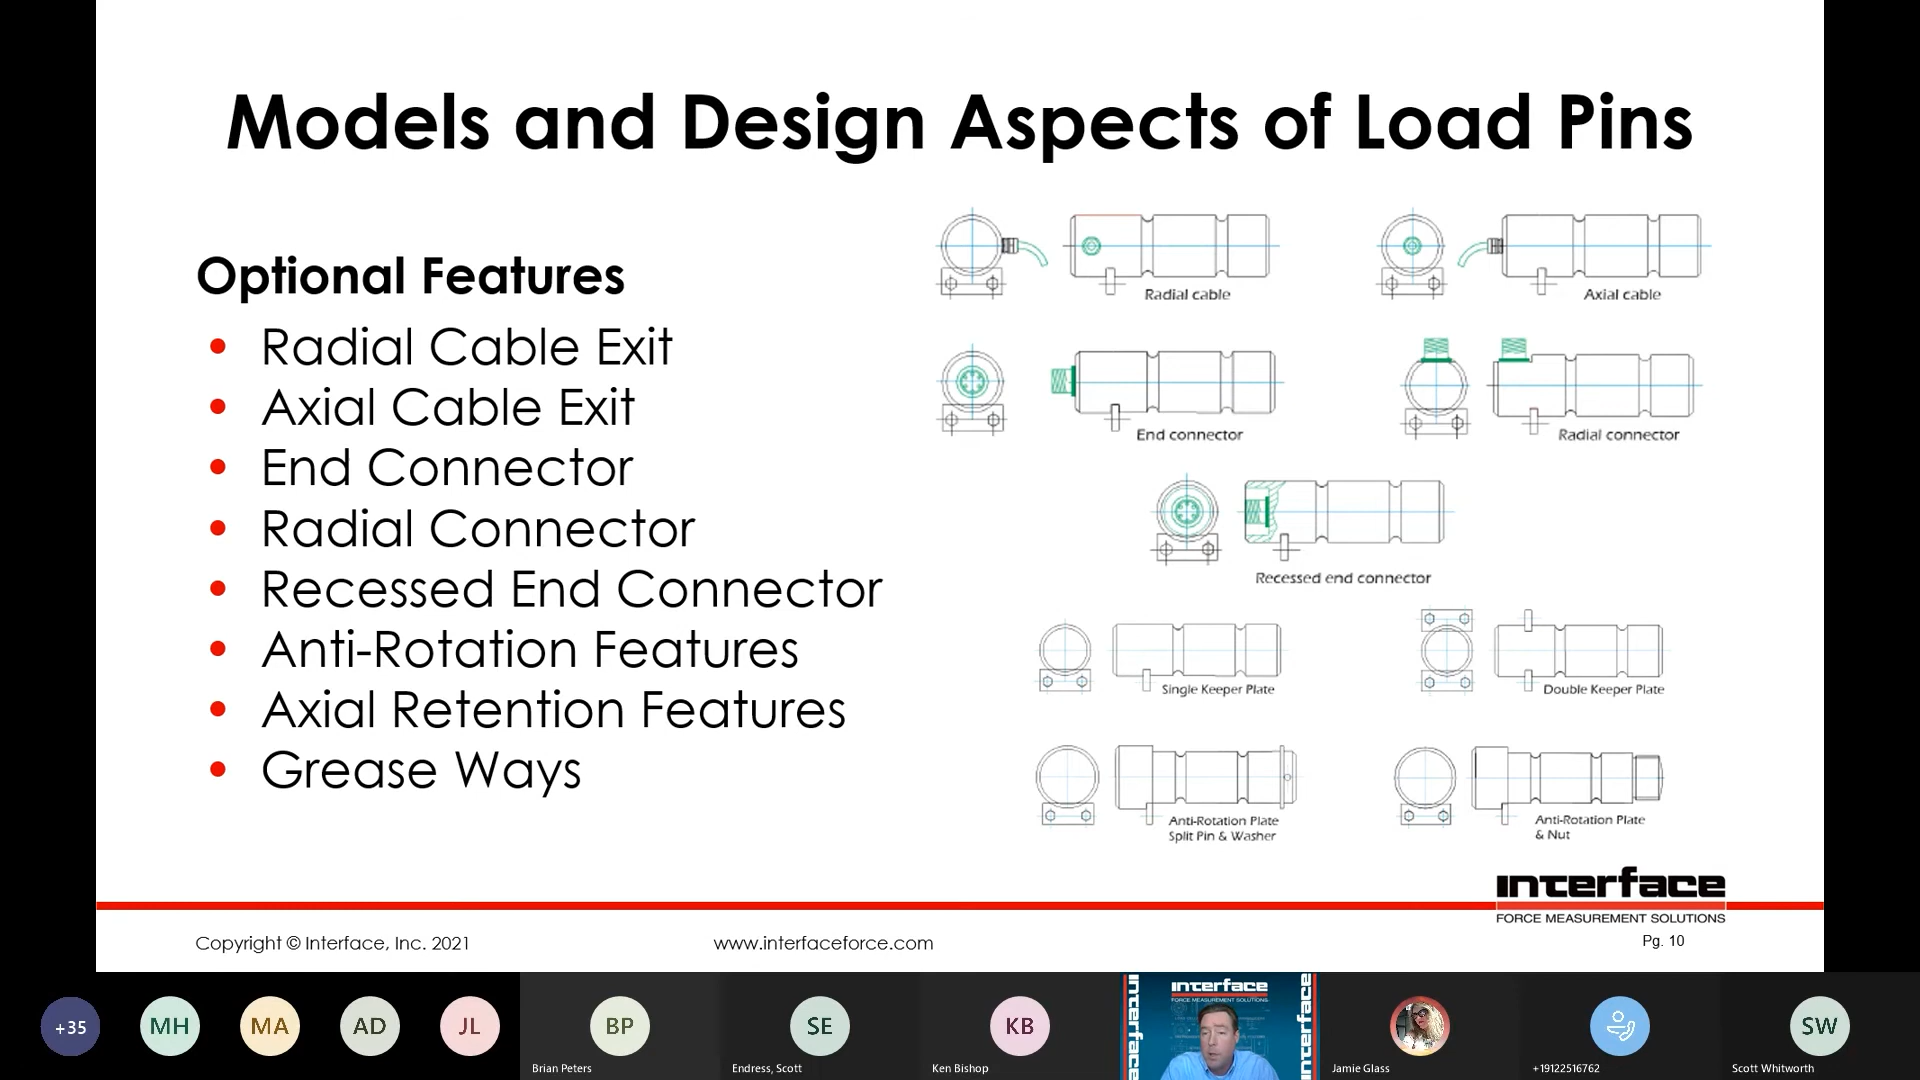 Models and Design Aspects of Load Pins
Optional Features
• Radial Cable Exit
• Axial Cable Exit
• End Connector
• Radial Connector
• Recessed End Connector
• Anti-Rotation Features
• Axial Retention Features
• Grease Ways
Radial cable
Axial cable
End connector
Radial connector
Recessed end connector
Single Keeper Plate
Double Keeper Plate
Anti-Rotation Plate
Split Pin & Washer
Anti-Rotation Plate
& Nut
interface
FORCE MEASUREMENT SOLUTIONS
Copyright © Interface, Inc. 2021
www.interfaceforce.com
Pg. 10
+35
MH
MA
AD
JL
BP
Brian Peters
SE
Endress, Scott
KB
Ken Bishop
interface
FORCE MEASUREMENT SOLUTIONS
interface
interface
Jamie Glass
+19122516762
SW
Scott Whitworth